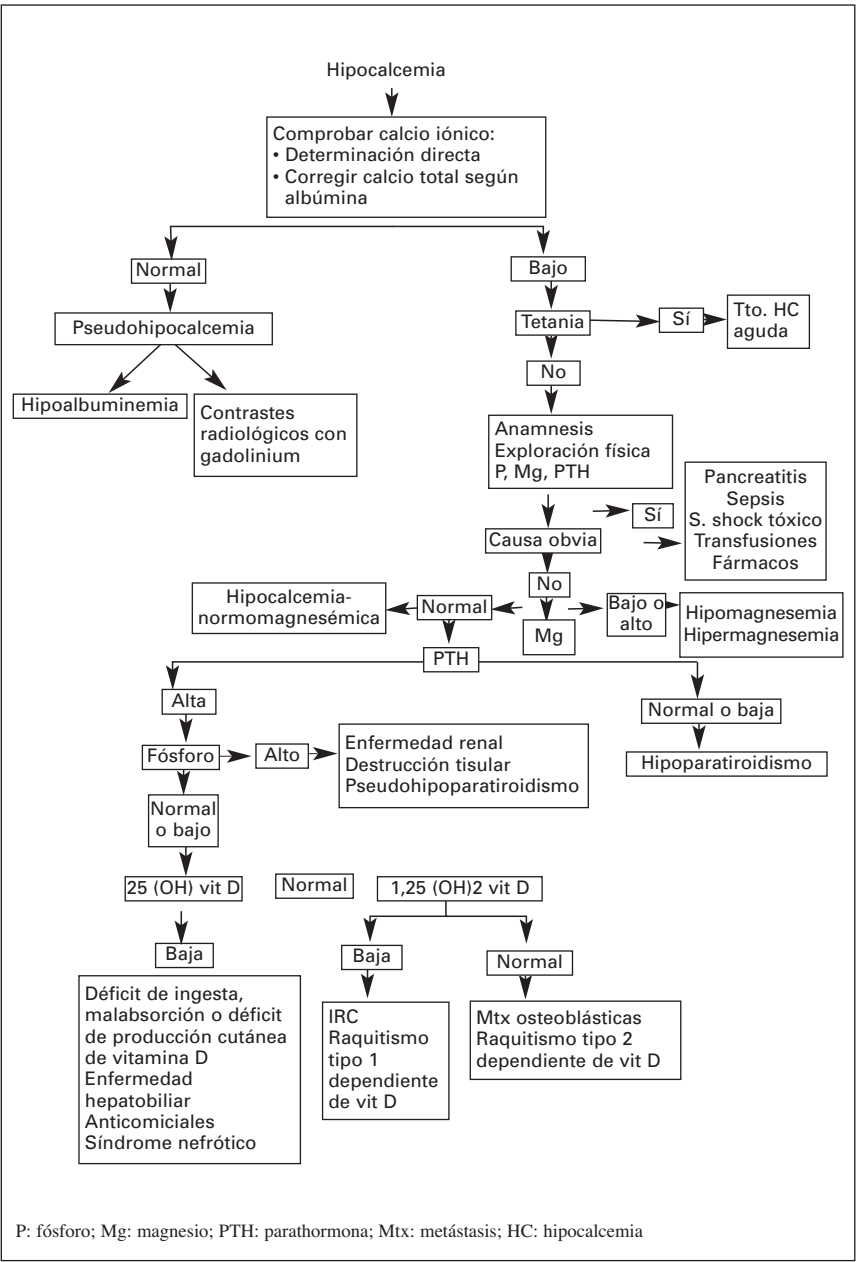 Hipocalcemia
Comprobar calcio iónico:
• Determinación directa
• Corregir calcio total según
albúmina
Normal
Bajo
Pseudohipocalcemia
Tetania
Sí
Tto. HC
aguda
No
Hipoalbuminemia
Contrastes
radiológicos con
gadolinium
Anamnesis
Exploración física
P, Mg, PTH
Causa obvia
Sí
Pancreatitis
Sepsis
S. shock tóxico
Transfusiones
Fármacos
No
Hipocalcemia-
normomagnesémica
Normal
Mg
Bajo o
alto
Hipomagnesemia
Hipermagnesemia
PTH
Alta
Normal o baja
Fósforo
Alto
Enfermedad renal
Destrucción tisular
Pseudohipoparatiroidismo
Hipoparatiroidismo
Normal
o bajo
25 (OH) vit D
Normal
1,25 (OH)2 vit D
Baja
Baja
Normal
Déficit de ingesta,
malabsorción o déficit
de producción cutánea
de vitamina D
Enfermedad
hepatobiliar
Anticomiciales
Síndrome nefrótico
IRC
Raquitismo
tipo 1
dependiente
de vit D
Mtx osteoblásticas
Raquitismo tipo 2
dependiente de vit D
P: fósforo; Mg: magnesio; PTH: parathormona; Mtx: metástasis; HC: hipocalcemia